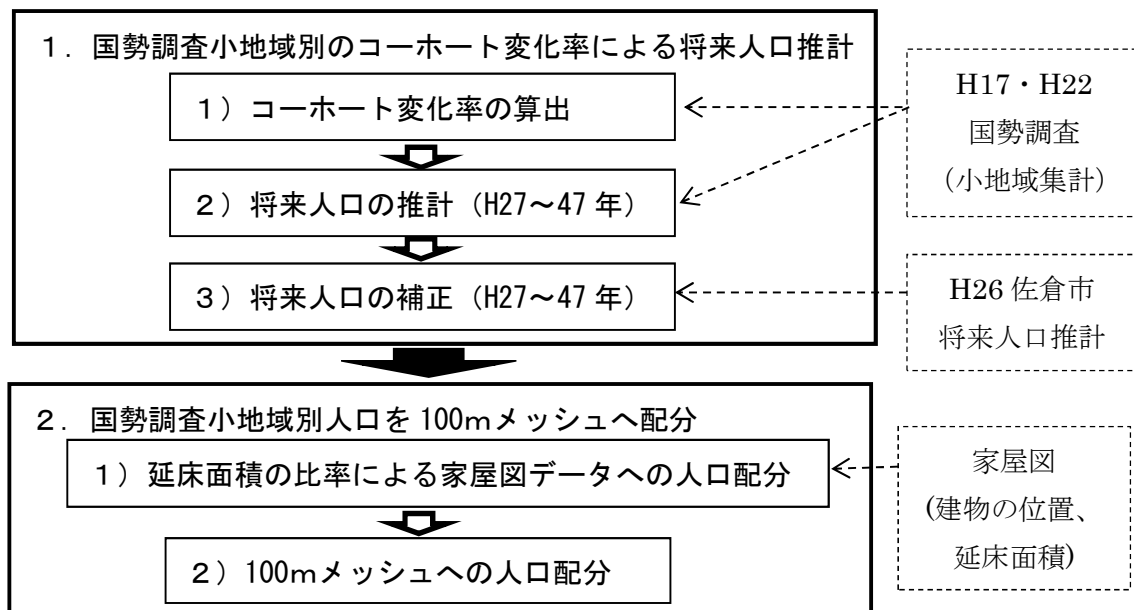 １．国勢調査小地域別のコーホート変化率による将来人口推計
１）コーホート変化率の算出
２）将来人口の推計（H27～47 年）
３）将来人口の補正（H27～47 年）
H17・H22
国勢調査
（小地域集計）
H26 佐倉市
将来人口推計
２．国勢調査小地域別人口を 100ｍメッシュへ配分
１）延床面積の比率による家屋図データへの人口配分
２）100ｍメッシュへの人口配分
家屋図
(建物の位置、
延床面積)